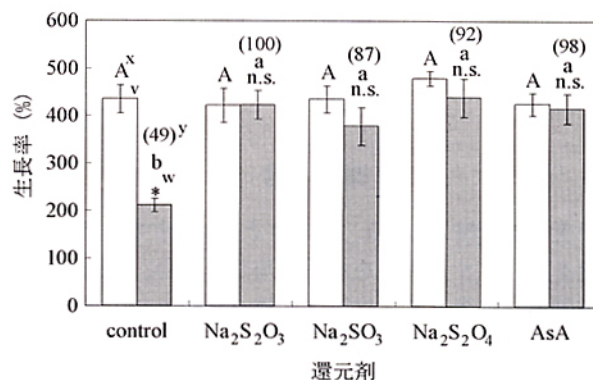 生長率 (%)
600
500
400
300
200
100
0
A^x
v
(49)^y
b
w
*
A
(100)
a
n.s.
A
(87)
a
n.s.
A
(92)
a
n.s.
A
(98)
a
n.s.
control
Na₂S₂O₃
Na₂SO₃
Na₂S₂O₄
AsA
還元剤